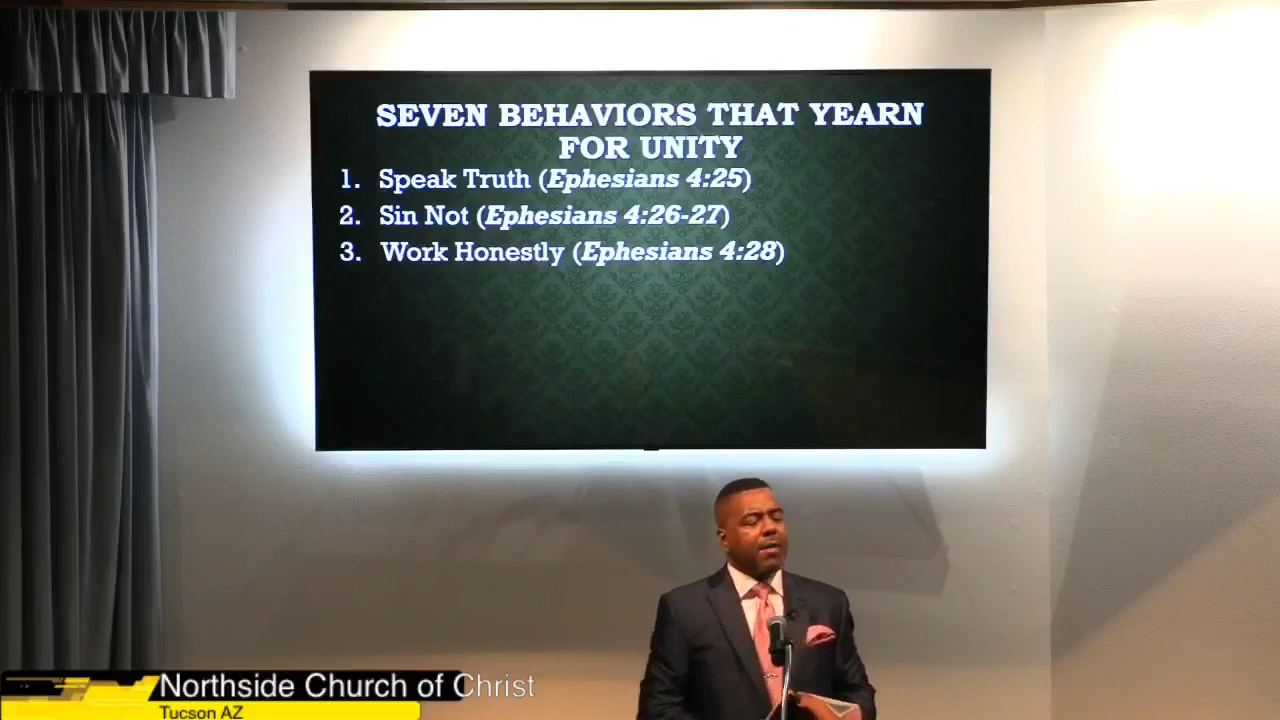 SEVEN BEHAVIORS THAT YEARN
FOR UNITY
1. Speak Truth (Ephesians 4:25)
2. Sin Not (Ephesians 4:26-27)
3. Work Honestly (Ephesians 4:28)
Northside Church of Christ
Tucson AZ